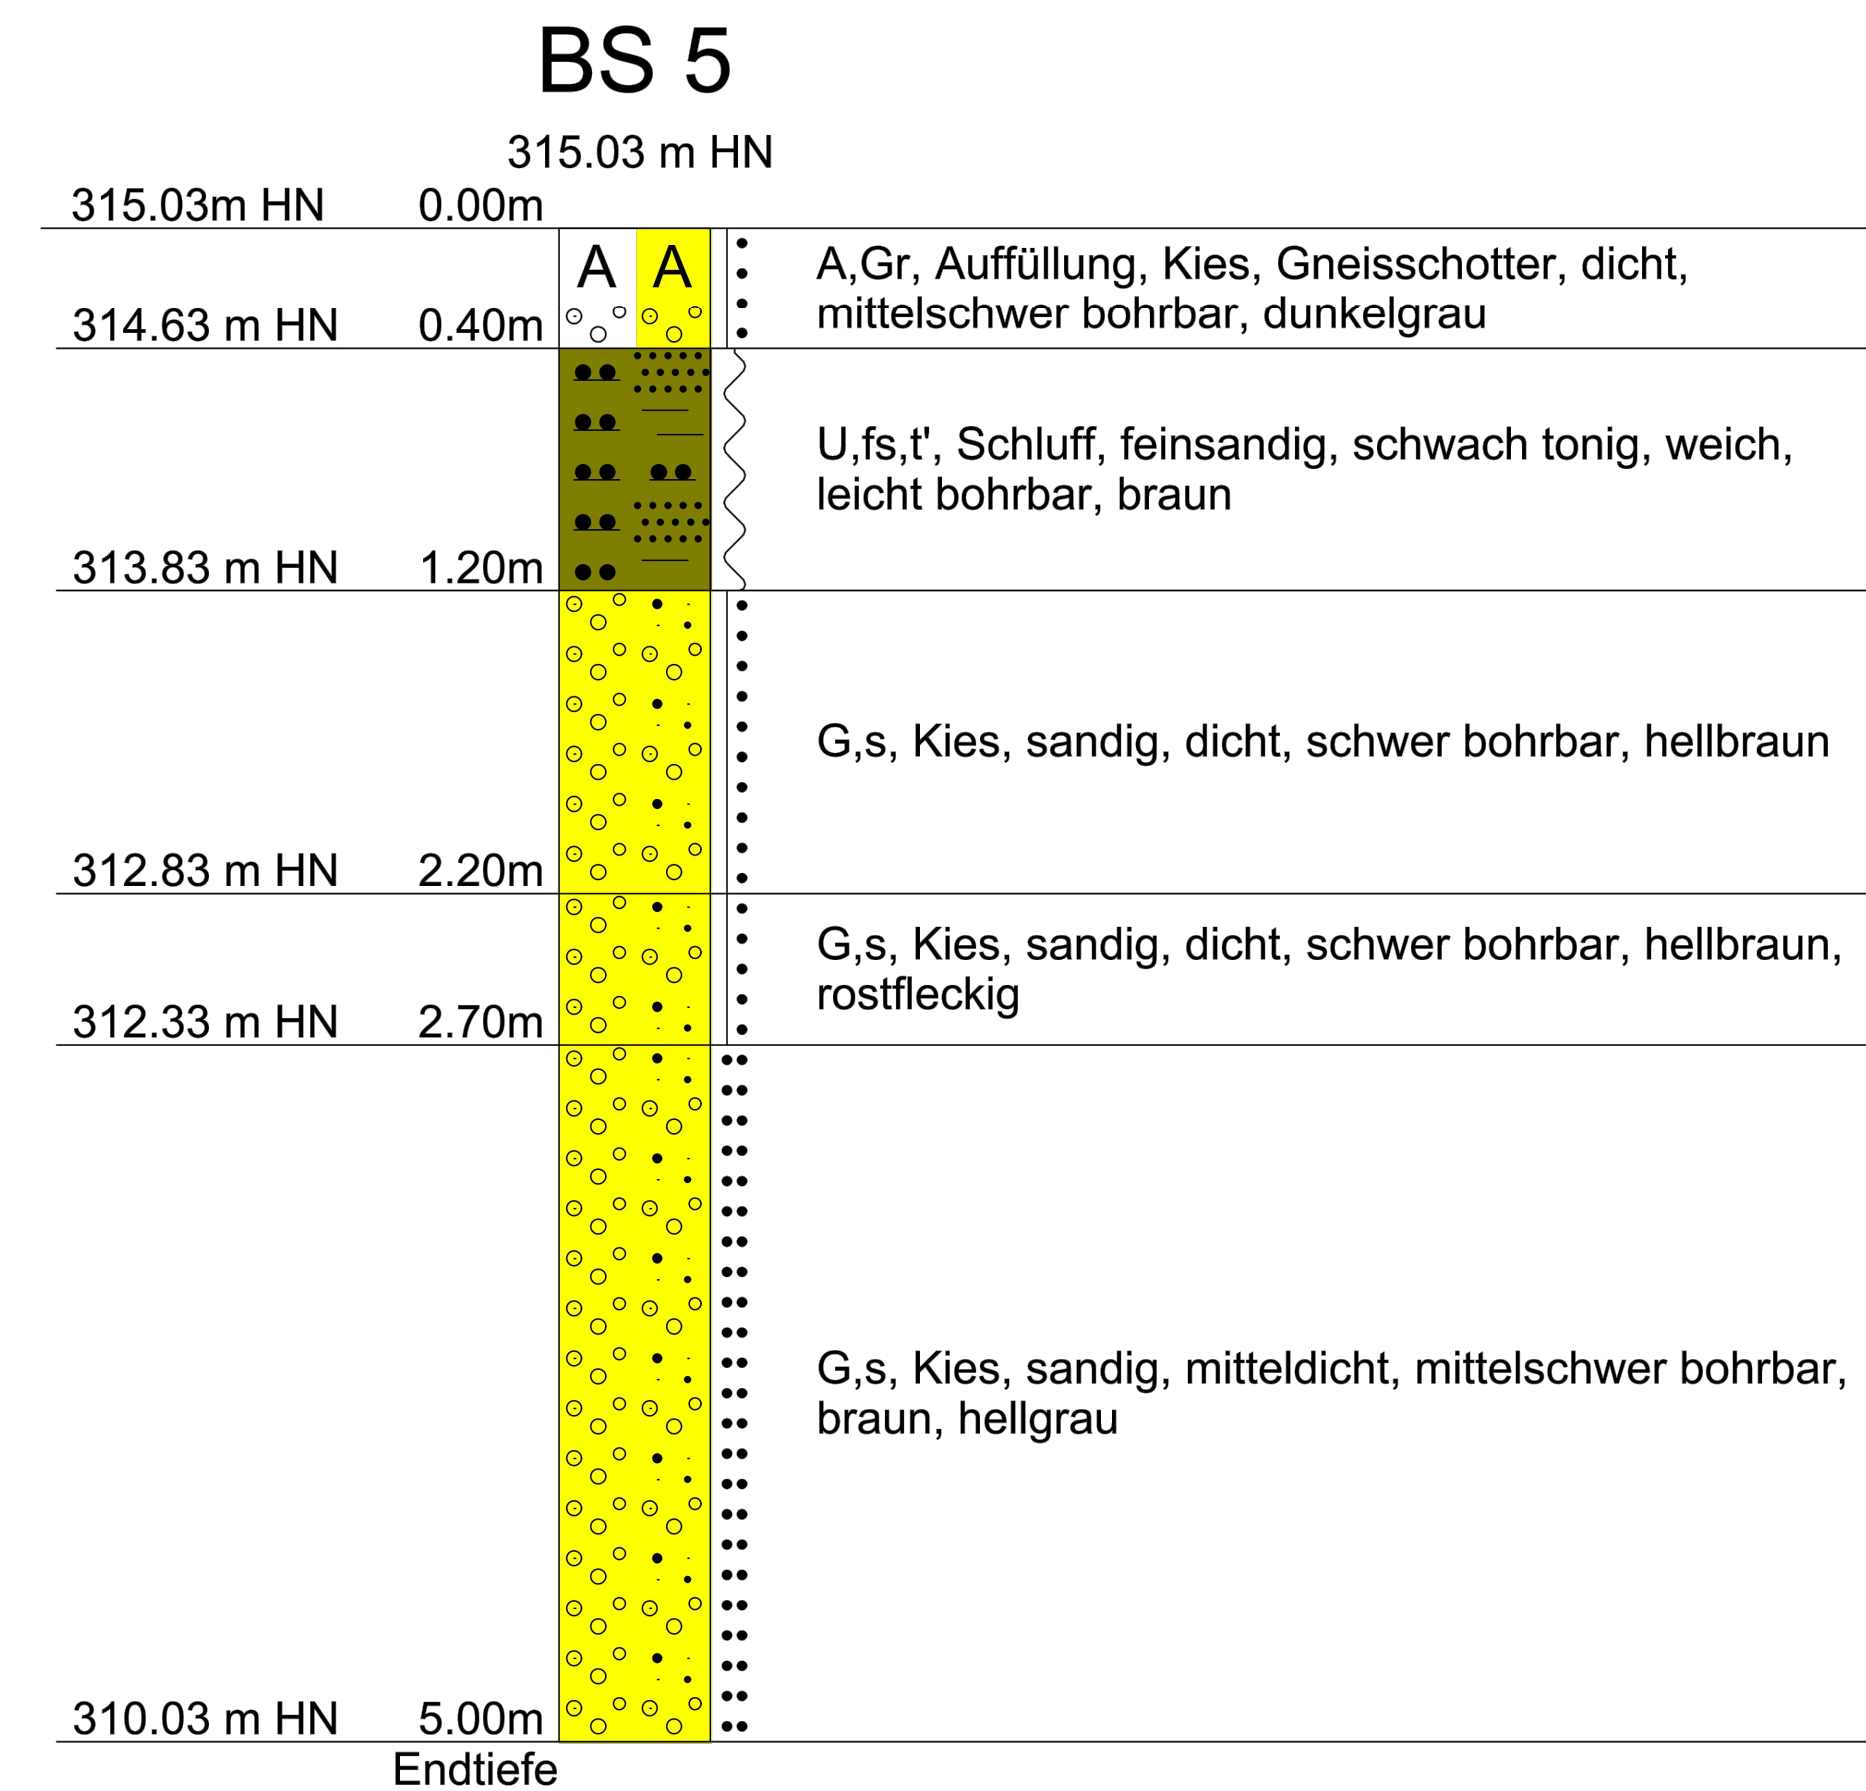 BS 5
315.03 m HN
315.03m HN 0.00m
A A
A,Gr, Auffüllung, Kies, Gneisschotter, dicht,
mittelschwer bohrbar, dunkelgrau
314.63 m HN 0.40m
U,fs,t', Schluff, feinsandig, schwach tonig, weich,
leicht bohrbar, braun
313.83 m HN 1.20m
G,s, Kies, sandig, dicht, schwer bohrbar, hellbraun
312.83 m HN 2.20m
G,s, Kies, sandig, dicht, schwer bohrbar, hellbraun,
rostfleckig
312.33 m HN 2.70m
G,s, Kies, sandig, mitteldicht, mittelschwer bohrbar,
braun, hellgrau
310.03 m HN 5.00m
Endtiefe